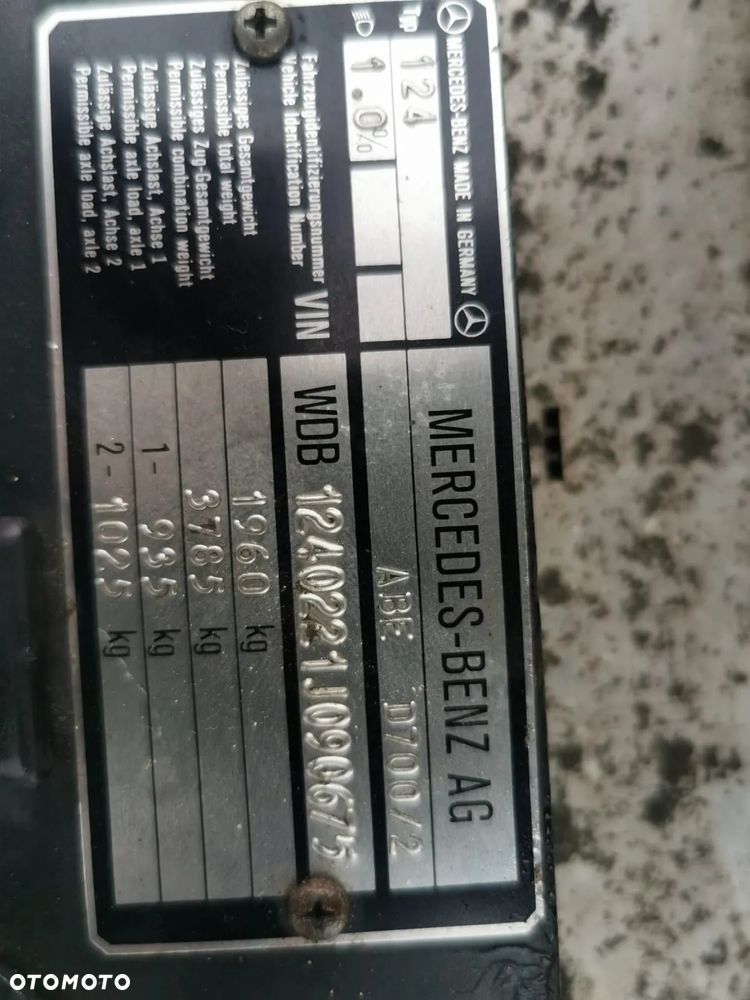 MERCEDES-BENZ MADE IN GERMANY
Typ 124 MERCEDES-BENZ AG
1.0% ABE D700/2
Fahrzeugidentifizierungsnummer
Vehicle Identification Number VIN WDB 1240221J090675
Zulässiges Gesamtgewicht
Permissible total weight 1960 kg
Zulässiges Zug-Gesamtgewicht
Permissible combination weight 3785 kg
Zulässige Achslast, Achse 1
Permissible axle load, axle 1 1- 935 kg
Zulässige Achslast, Achse 2
Permissible axle load, axle 2 2- 1025 kg
OTOMOTO